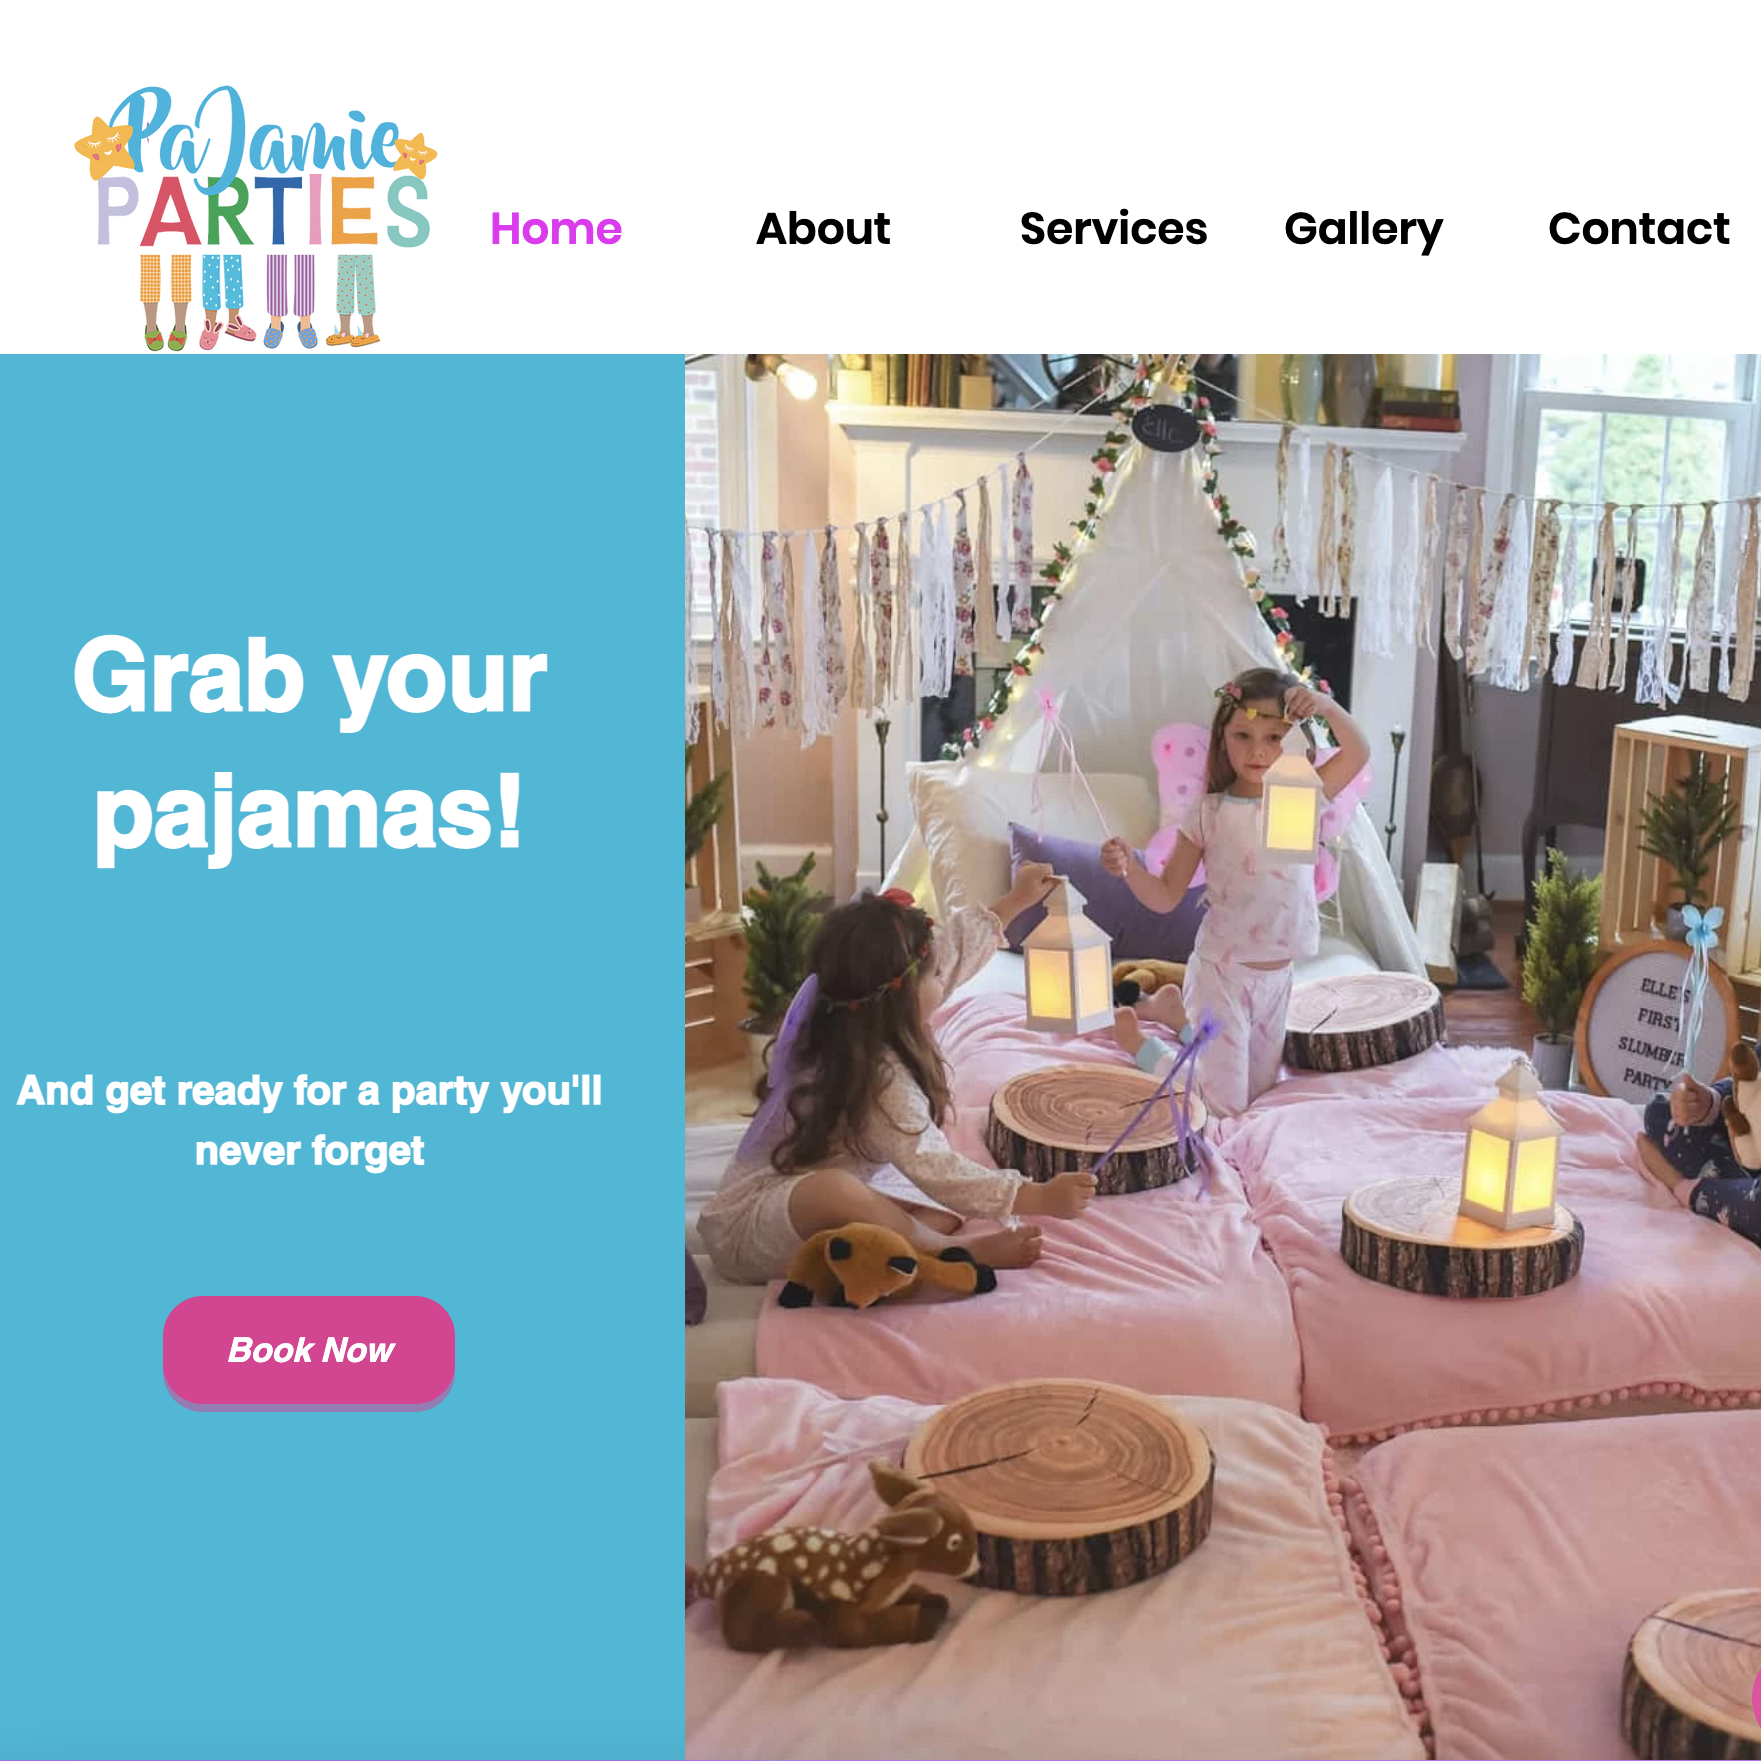 PaJamie
PARTIES
Home About Services Gallery Contact
Grab your
pajamas!
And get ready for a party you'll
never forget
Book Now
Elle
ELLE'S
FIRST
SLUMBER
PARTY